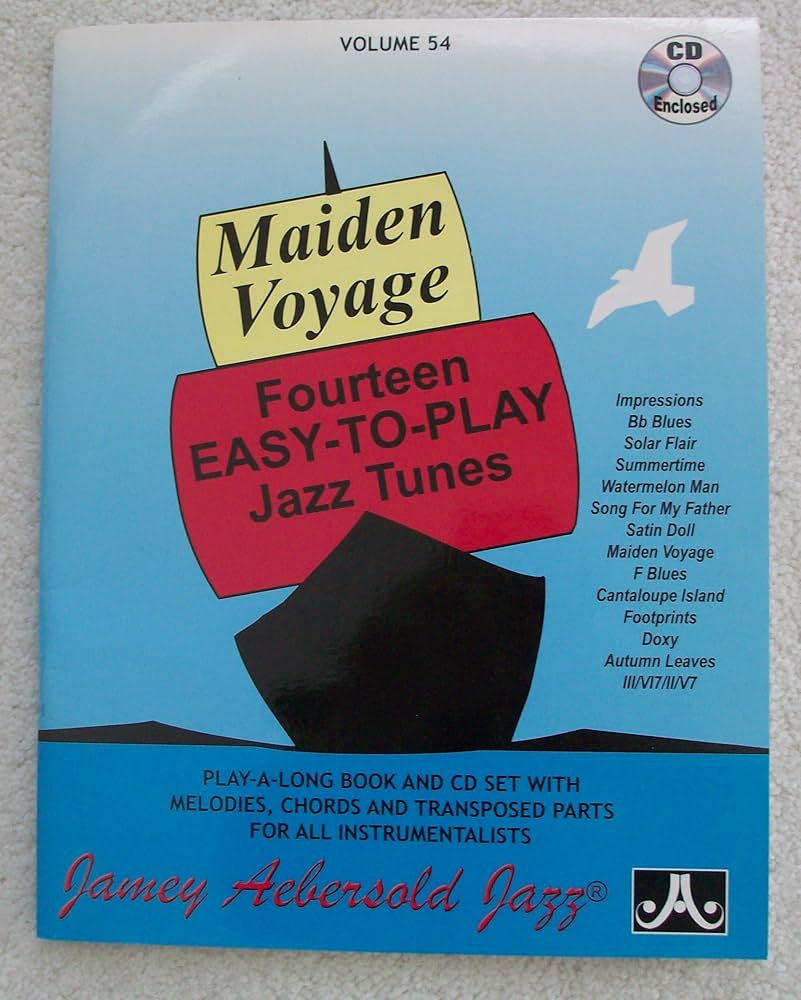 VOLUME 54
CD
Enclosed
Maiden
Voyage
Fourteen
EASY-TO-PLAY
Jazz Tunes
Impressions
Bb Blues
Solar Flair
Summertime
Watermelon Man
Song For My Father
Satin Doll
Maiden Voyage
F Blues
Cantaloupe Island
Footprints
Doxy
Autumn Leaves
III/VI7/II/V7
PLAY-A-LONG BOOK AND CD SET WITH
MELODIES, CHORDS AND TRANSPOSED PARTS
FOR ALL INSTRUMENTALISTS
Jamey Aebersold Jazz®
JA